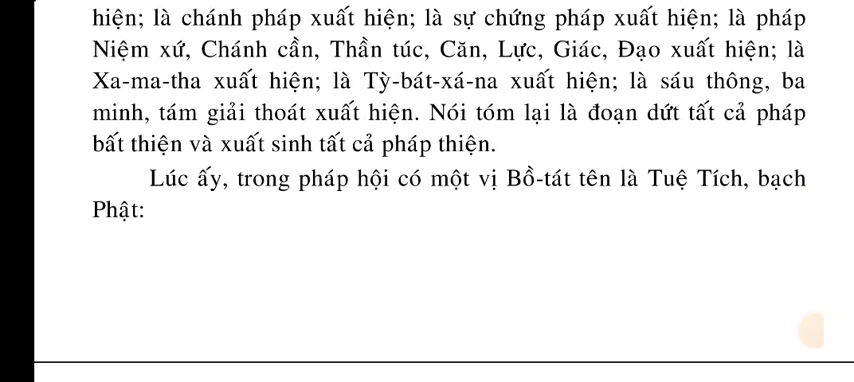 hiện; là chánh pháp xuất hiện; là sự chứng pháp xuất hiện; là pháp
Niệm xứ, Chánh cần, Thần túc, Căn, Lực, Giác, Đạo xuất hiện; là
Xa-ma-tha xuất hiện; là Tỳ-bát-xá-na xuất hiện; là sáu thông, ba
minh, tám giải thoát xuất hiện. Nói tóm lại là đoạn dứt tất cả pháp
bất thiện và xuất sinh tất cả pháp thiện.
Lúc ấy, trong pháp hội có một vị Bồ-tát tên là Tuệ Tích, bạch
Phật: